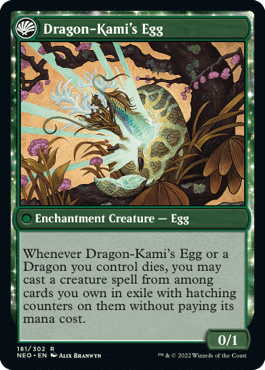 Dragon-Kami's Egg
Enchantment Creature — Egg
Whenever Dragon-Kami's Egg or a
Dragon you control dies, you may
cast a creature spell from among
cards you own in exile with hatching
counters on them without paying its
mana cost.
0/1
181/302 R
NEO • EN Alix Branwyn
™ & © 2022 Wizards of the Coast